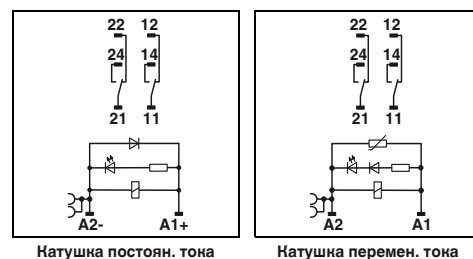 22 12 22 12
24 14 24 14
21 11 21 11
A2- A1+ A2 A1
Катушка постоян. тока Катушка перемен. тока